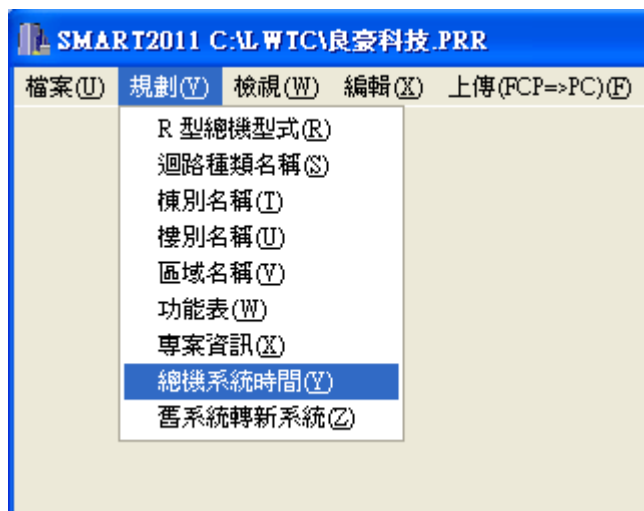 SMART2011 C:\LWTC\良豪科技.PRR
檔案(U) 規劃(V) 檢視(W) 編輯(X) 上傳(FCP=>PC)(F)
R 型總機型式(R)
迴路種類名稱(S)
棟別名稱(T)
樓別名稱(U)
區域名稱(V)
功能表(W)
專案資訊(X)
總機系統時間(Y)
舊系統轉新系統(Z)